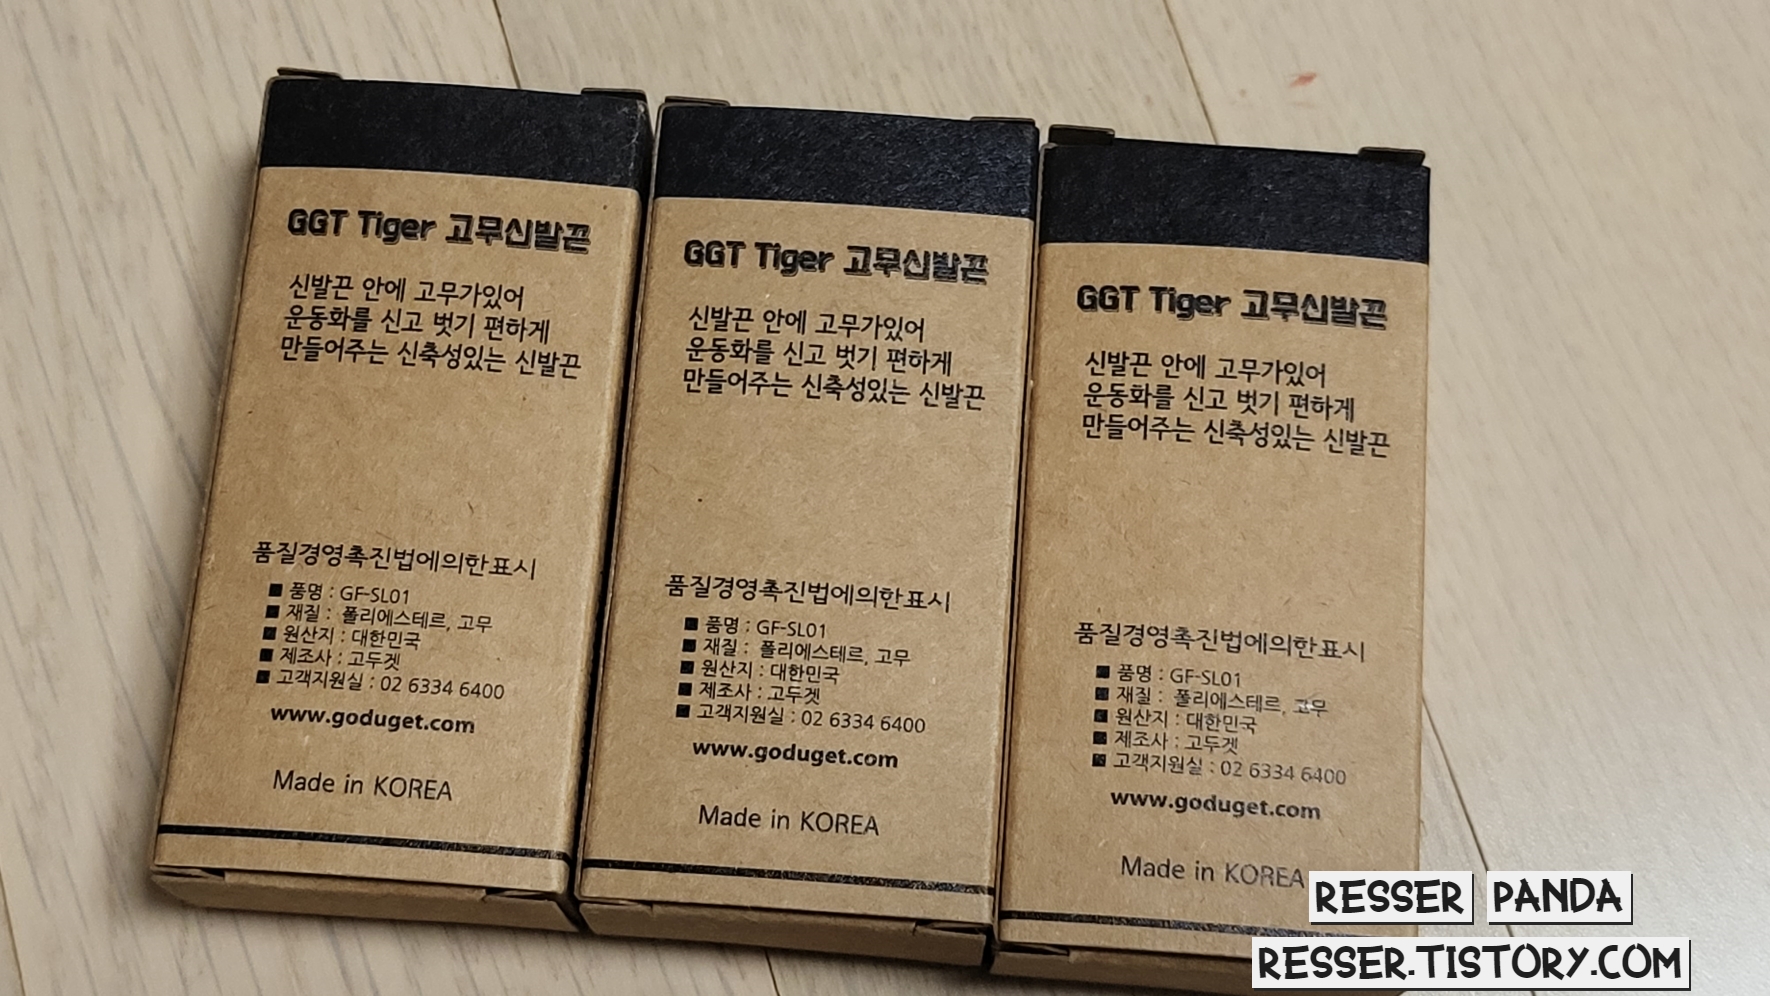 GGT Tiger 고무신발끈
신발끈 안에 고무가있어
운동화를 신고 벗기 편하게
만들어주는 신축성있는 신발끈
품질경영촉진법에의한표시
■ 품명 : GF-SL01
■ 재질 : 폴리에스테르, 고무
■ 원산지 : 대한민국
■ 제조사 : 고두겟
■ 고객지원실 : 02 6334 6400
www.goduget.com
Made in KOREA
GGT Tiger 고무신발끈
신발끈 안에 고무가있어
운동화를 신고 벗기 편하게
만들어주는 신축성있는 신발끈
품질경영촉진법에의한표시
■ 품명 : GF-SL01
■ 재질 : 폴리에스테르, 고무
■ 원산지 : 대한민국
■ 제조사 : 고두겟
■ 고객지원실 : 02 6334 6400
www.goduget.com
Made in KOREA
GGT Tiger 고무신발끈
신발끈 안에 고무가있어
운동화를 신고 벗기 편하게
만들어주는 신축성있는 신발끈
품질경영촉진법에의한표시
■ 품명 : GF-SL01
■ 재질 : 폴리에스테르, 고무
■ 원산지 : 대한민국
■ 제조사 : 고두겟
■ 고객지원실 : 02 6334 6400
www.goduget.com
Made in KOREA
RESSER PANDA
RESSER.TISTORY.COM